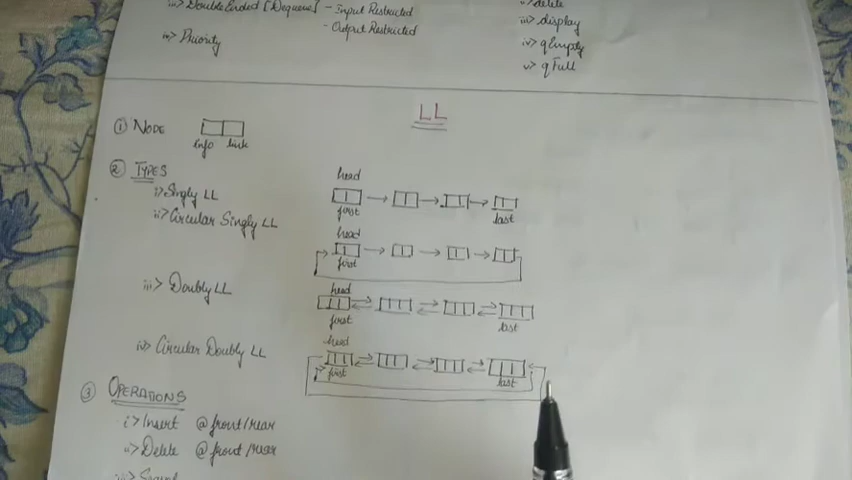 iii> Double Ended [Dequeue] - Input Restricted
- Output Restricted
iv> Priority
ii> delete
iii> display
iv> qEmpty
v> qFull
LL
① NODE
info link
② TYPES
i> Singly LL
head
first
last
ii> Circular Singly LL
head
first
iii> Doubly LL
head
first
last
iv> Circular Doubly LL
head
first
last
③ OPERATIONS
i> Insert @ front/rear
ii> Delete @ front/rear